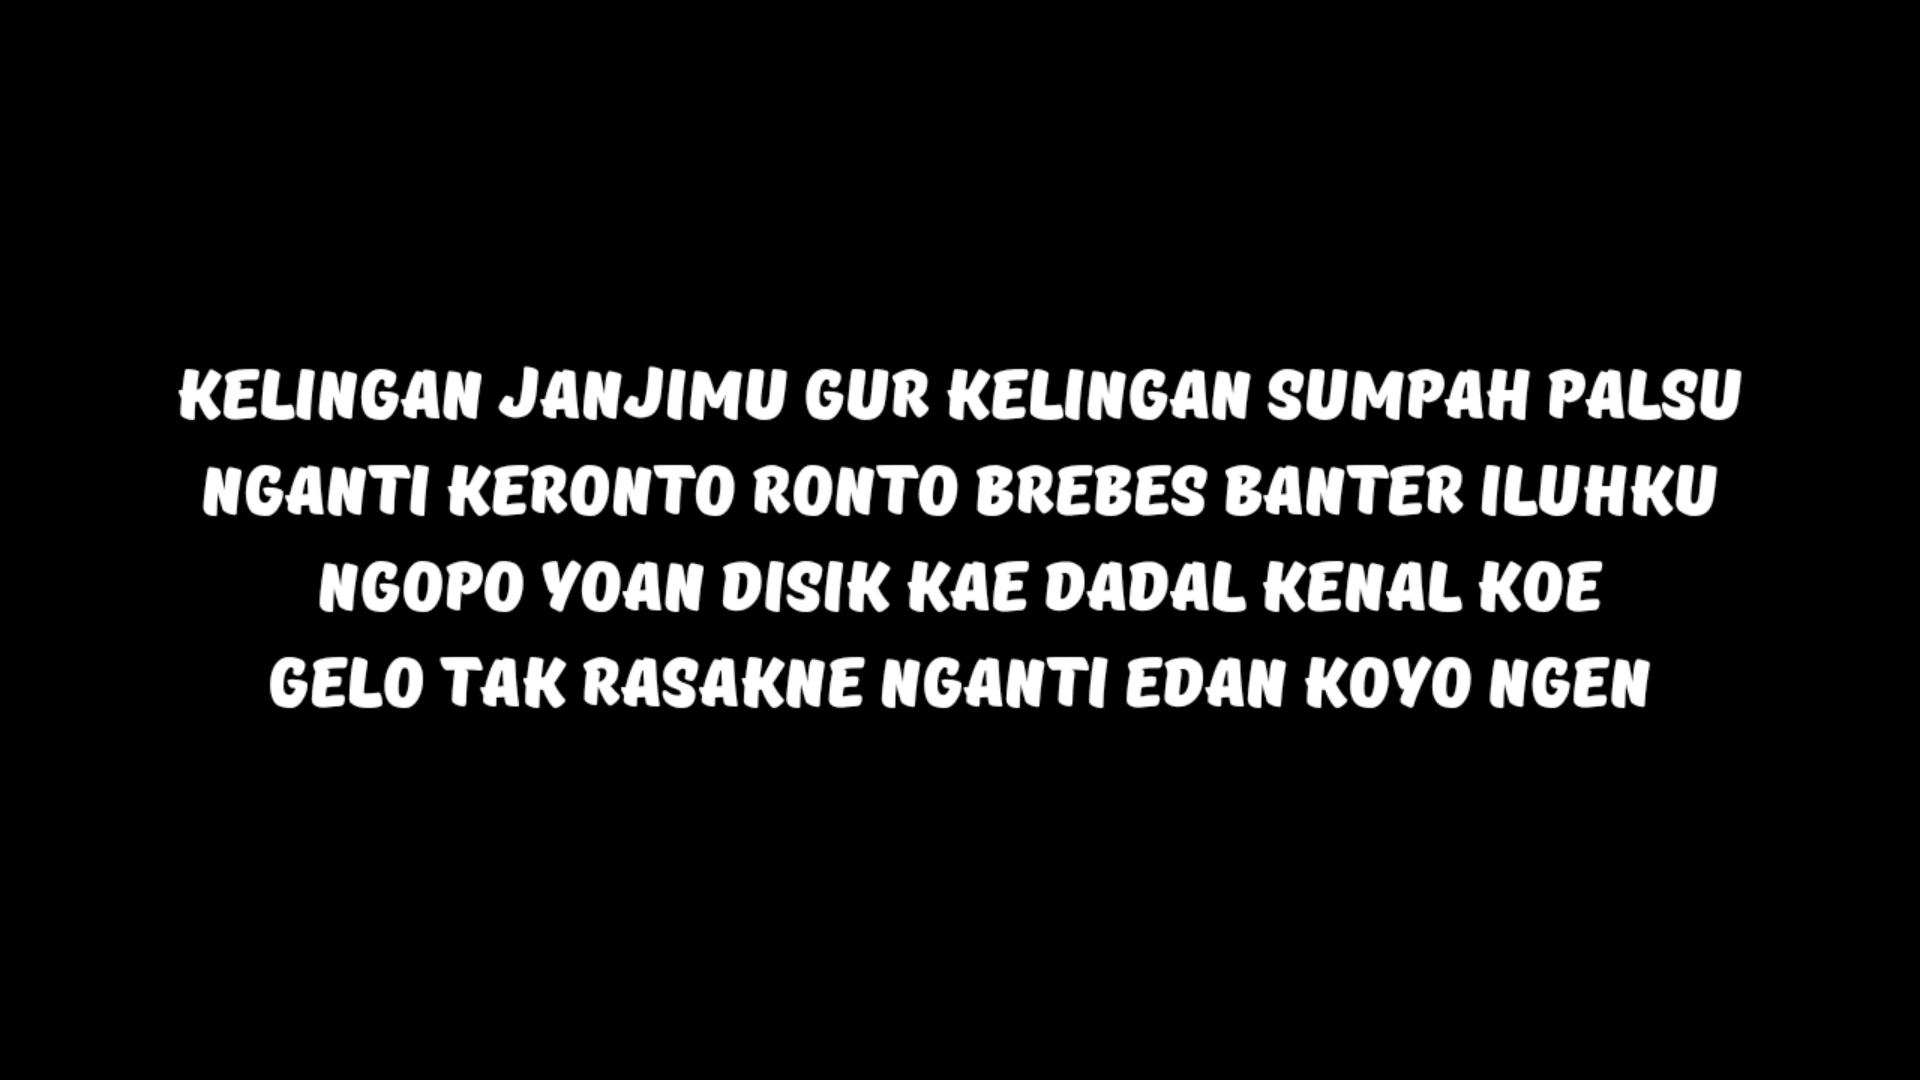 KELINGAN JANJIMU GUR KELINGAN SUMPAH PALSU
NGANTI KERONTO RONTO BREBES BANTER ILUHKU
NGOPO YOAN DISIK KAE DADAL KENAL KOE
GELO TAK RASAKNE NGANTI EDAN KOYO NGEN